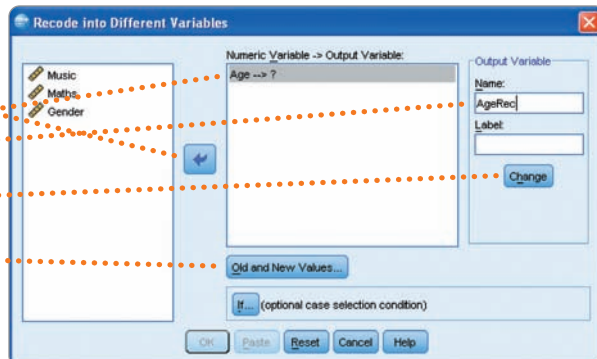 Recode into Different Variables
Music
Maths
Gender
Numeric Variable -> Output Variable:
Age --> ?
Output Variable
Name:
AgeRec
Label:
Change
Old and New Values...
If... (optional case selection condition)
OK Paste Reset Cancel Help